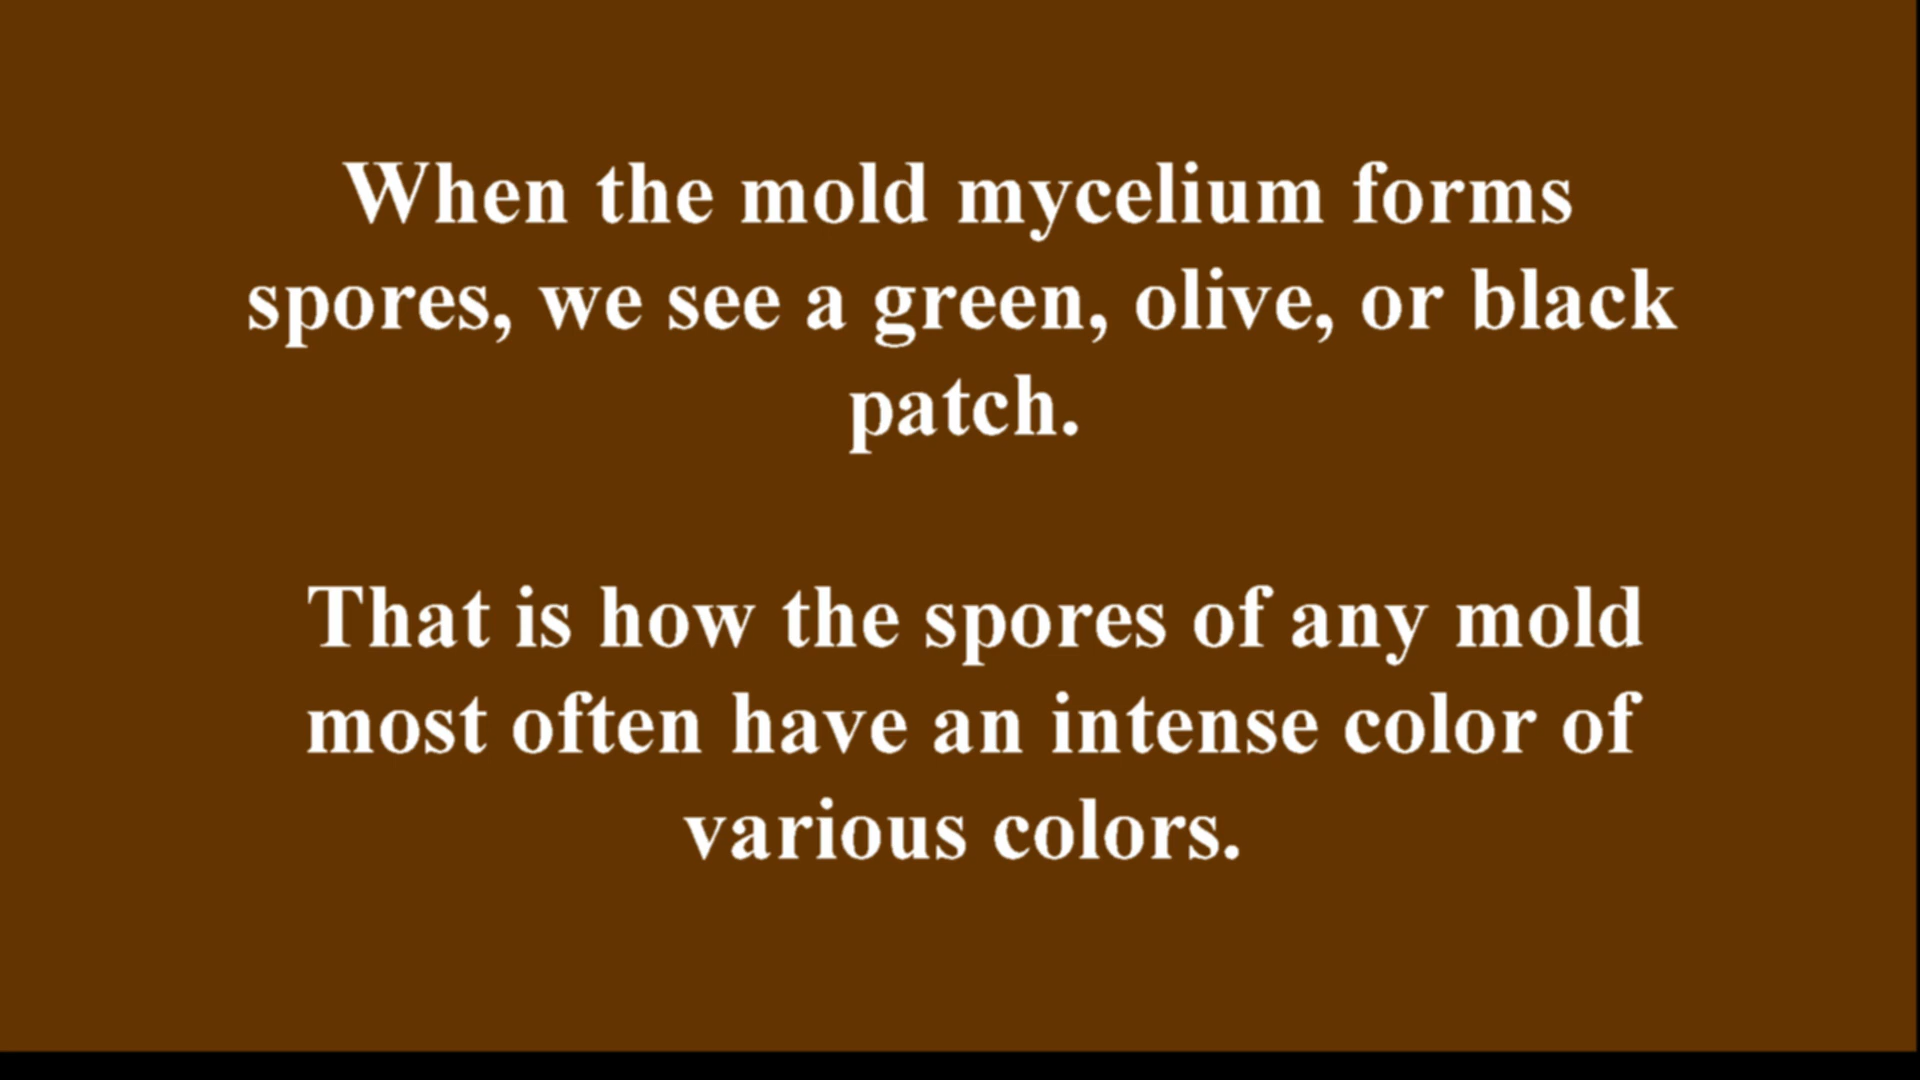 When the mold mycelium forms
spores, we see a green, olive, or black
patch.
That is how the spores of any mold
most often have an intense color of
various colors.